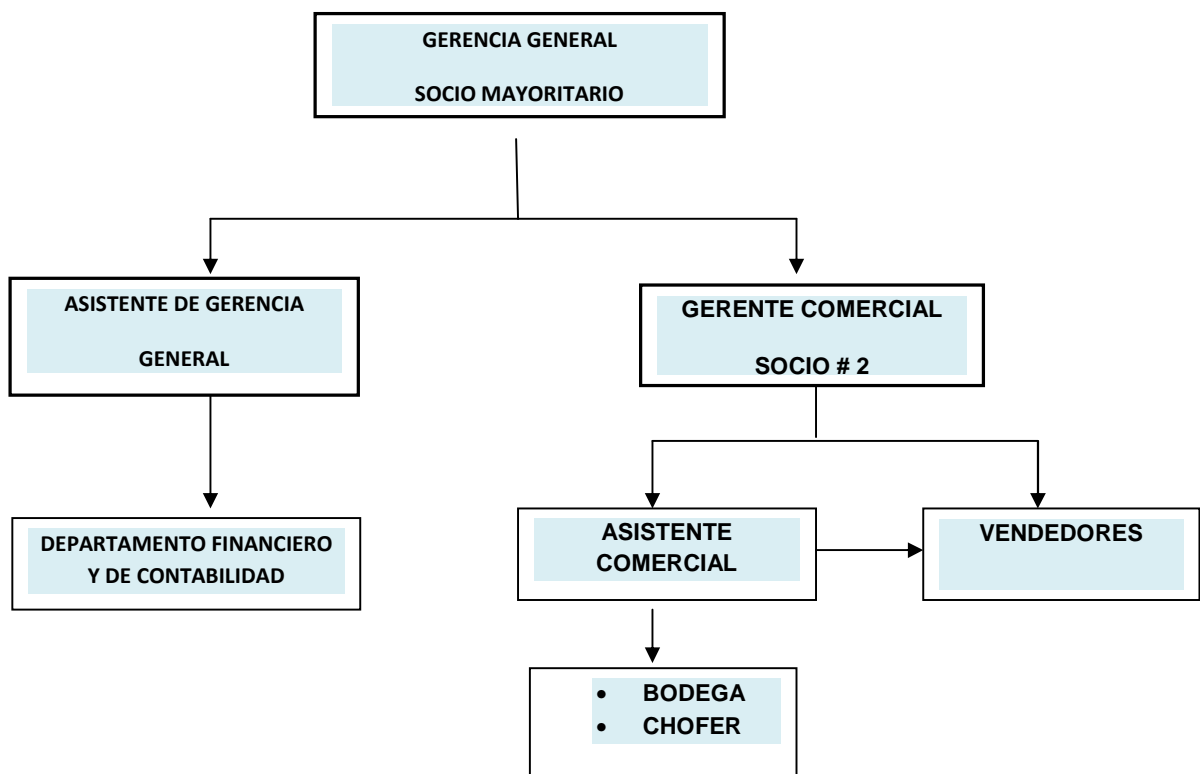 GERENCIA GENERAL
SOCIO MAYORITARIO
ASISTENTE DE GERENCIA
GENERAL
GERENTE COMERCIAL
SOCIO # 2
DEPARTAMENTO FINANCIERO
Y DE CONTABILIDAD
ASISTENTE
COMERCIAL
VENDEDORES
• BODEGA
• CHOFER